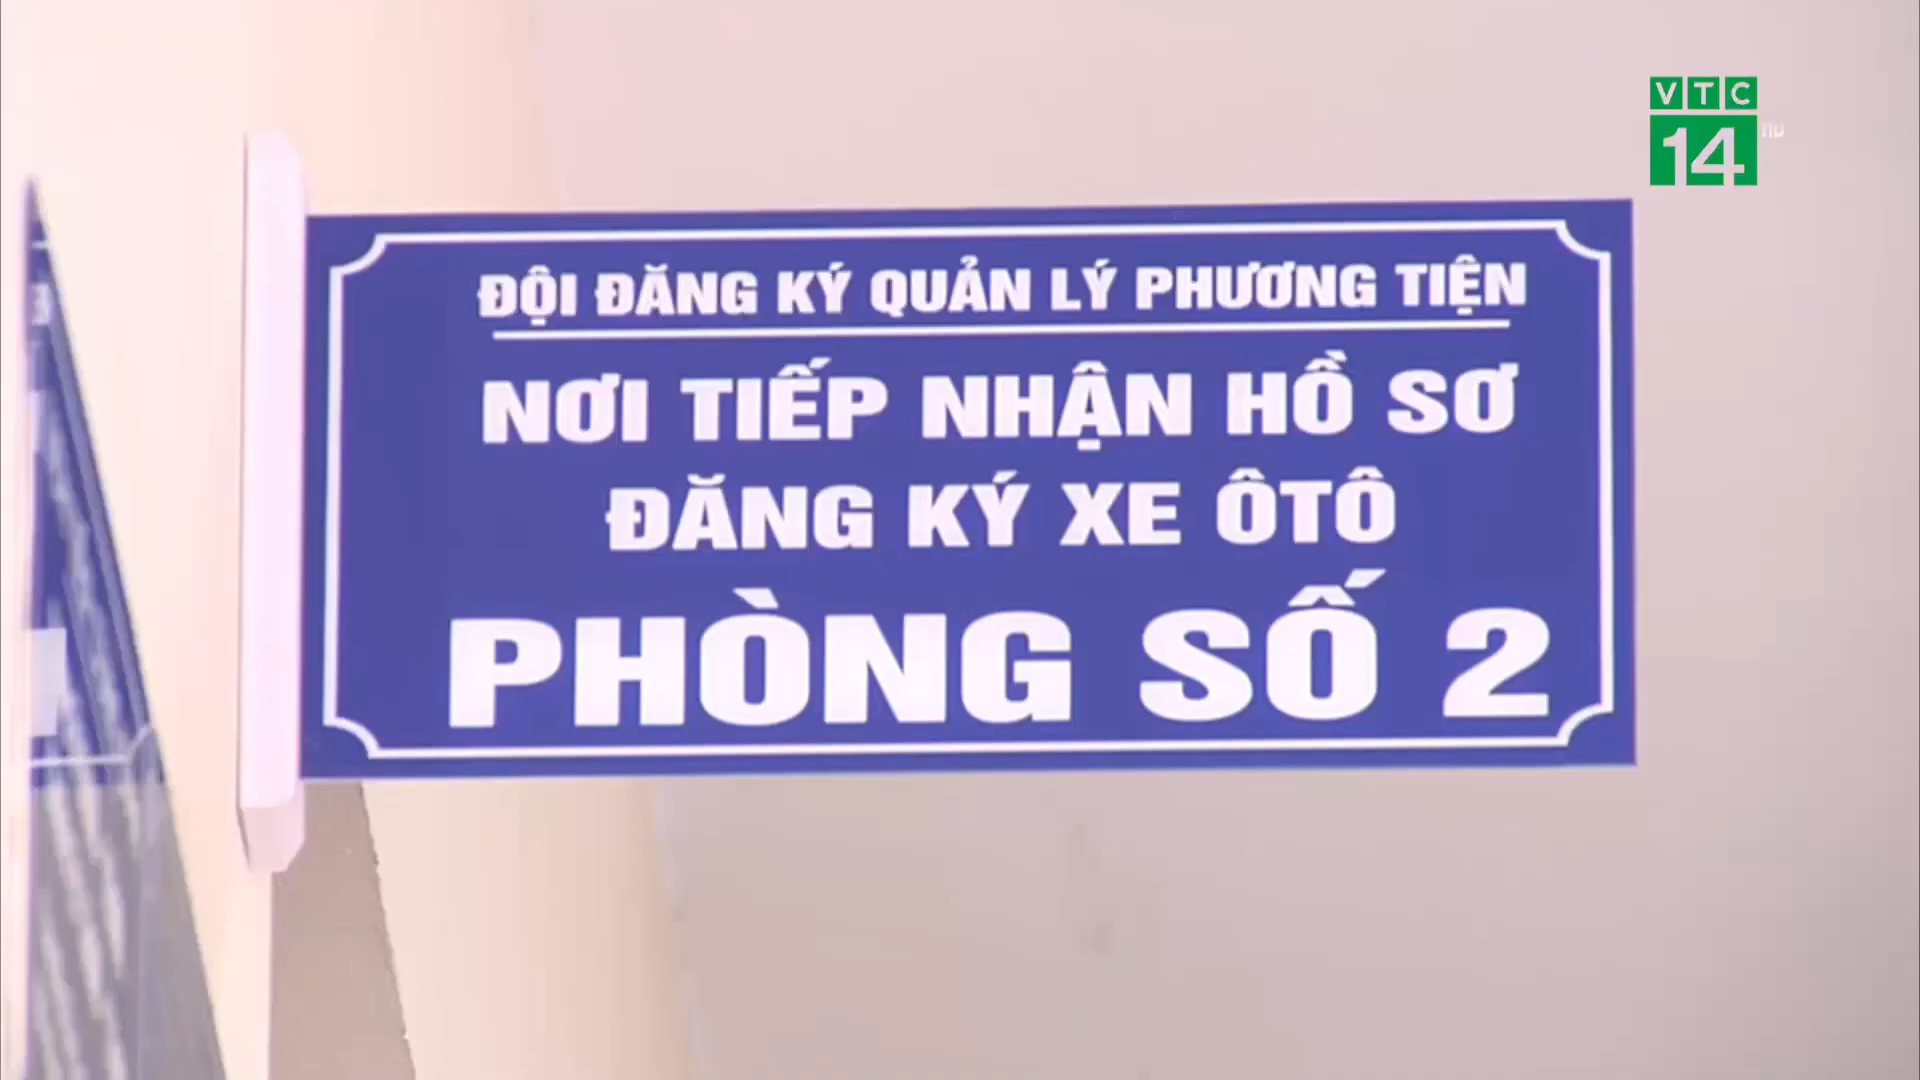 VTC
14 HD
ĐỘI ĐĂNG KÝ QUẢN LÝ PHƯƠNG TIỆN
NƠI TIẾP NHẬN HỒ SƠ
ĐĂNG KÝ XE ÔTÔ
PHÒNG SỐ 2